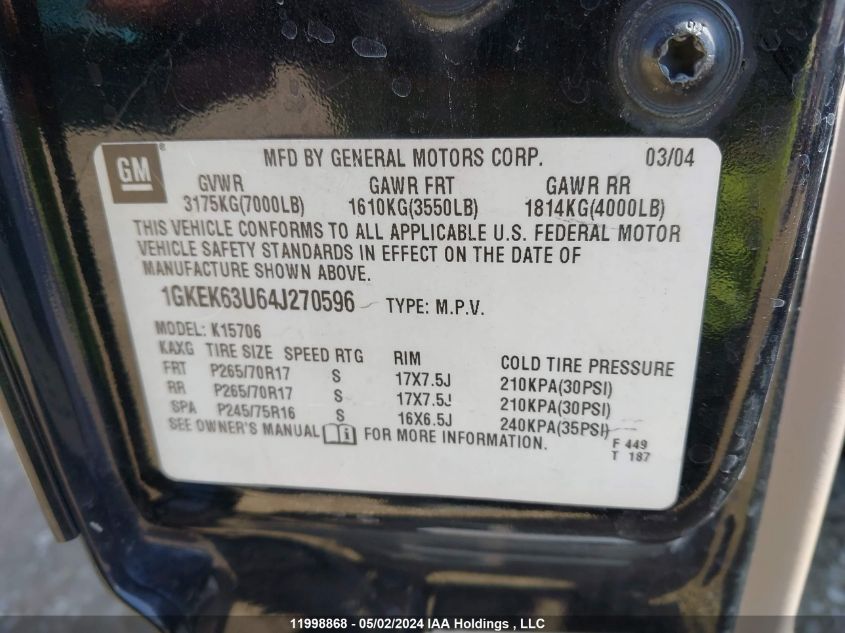 GM
MFD BY GENERAL MOTORS CORP. 03/04
GVWR GAWR FRT GAWR RR
3175KG(7000LB) 1610KG(3550LB) 1814KG(4000LB)
THIS VEHICLE CONFORMS TO ALL APPLICABLE U.S. FEDERAL MOTOR
VEHICLE SAFETY STANDARDS IN EFFECT ON THE DATE OF
MANUFACTURE SHOWN ABOVE.
1GKEK63U64J270596 TYPE: M.P.V.
MODEL: K15706
KAXG TIRE SIZE SPEED RTG RIM COLD TIRE PRESSURE
FRT P265/70R17 S 17X7.5J 210KPA(30PSI)
RR P265/70R17 S 17X7.5J 210KPA(30PSI)
SPA P245/75R16 S 16X6.5J 240KPA(35PSI)
SEE OWNER'S MANUAL FOR MORE INFORMATION.
F 449
T 187
11998868 - 05/02/2024 IAA Holdings , LLC